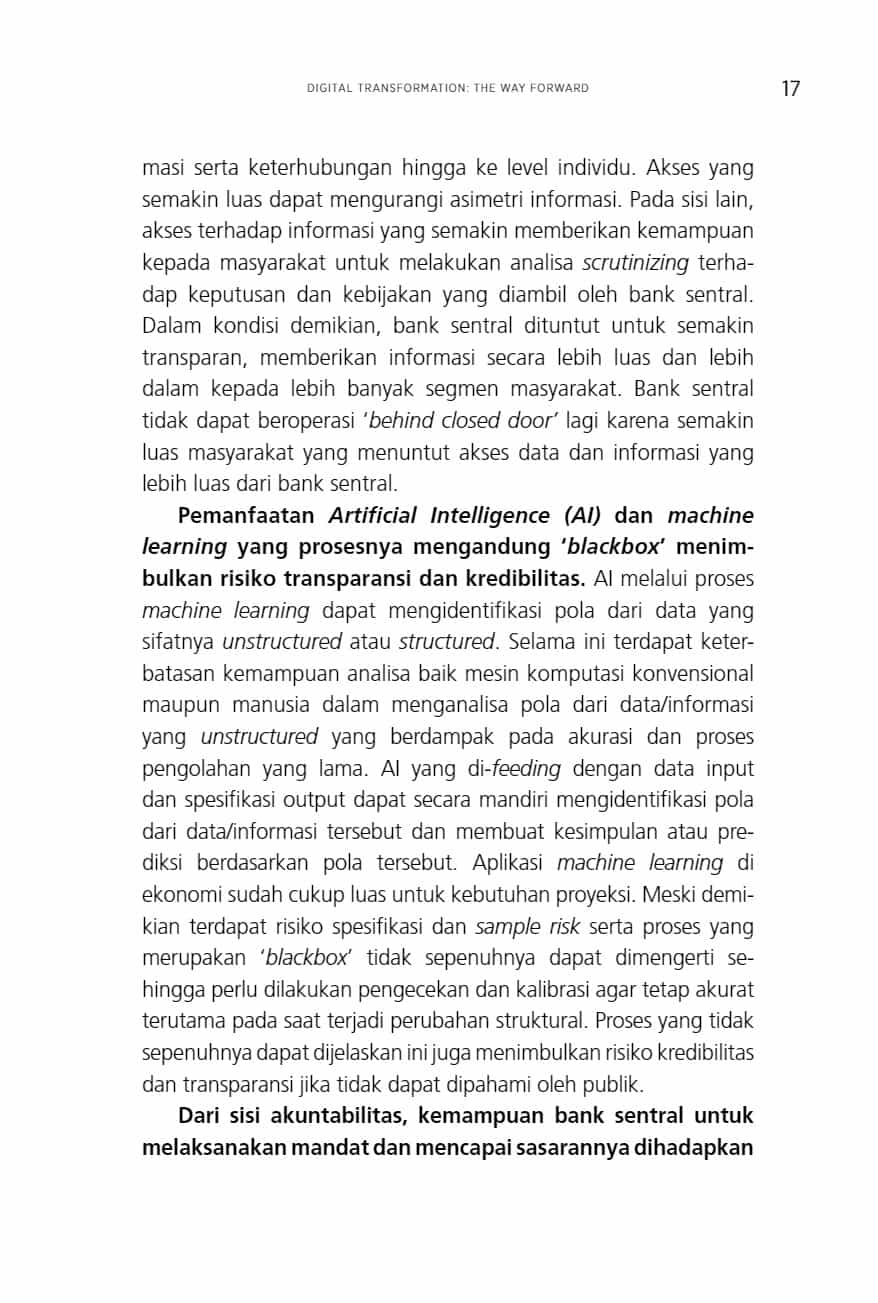 DIGITAL TRANSFORMATION: THE WAY FORWARD
17
masi serta keterhubungan hingga ke level individu. Akses yang
semakin luas dapat mengurangi asimetri informasi. Pada sisi lain,
akses terhadap informasi yang semakin memberikan kemampuan
kepada masyarakat untuk melakukan analisa scrutinizing terha-
dap keputusan dan kebijakan yang diambil oleh bank sentral.
Dalam kondisi demikian, bank sentral dituntut untuk semakin
transparan, memberikan informasi secara lebih luas dan lebih
dalam kepada lebih banyak segmen masyarakat. Bank sentral
tidak dapat beroperasi ‘behind closed door’ lagi karena semakin
luas masyarakat yang menuntut akses data dan informasi yang
lebih luas dari bank sentral.
Pemanfaatan Artificial Intelligence (AI) dan machine
learning yang prosesnya mengandung ‘blackbox’ menim-
bulkan risiko transparansi dan kredibilitas. AI melalui proses
machine learning dapat mengidentifikasi pola dari data yang
sifatnya unstructured atau structured. Selama ini terdapat keter-
batasan kemampuan analisa baik mesin komputasi konvensional
maupun manusia dalam menganalisa pola dari data/informasi
yang unstructured yang berdampak pada akurasi dan proses
pengolahan yang lama. AI yang di-feeding dengan data input
dan spesifikasi output dapat secara mandiri mengidentifikasi pola
dari data/informasi tersebut dan membuat kesimpulan atau pre-
diksi berdasarkan pola tersebut. Aplikasi machine learning di
ekonomi sudah cukup luas untuk kebutuhan proyeksi. Meski demi-
kian terdapat risiko spesifikasi dan sample risk serta proses yang
merupakan ‘blackbox’ tidak sepenuhnya dapat dimengerti se-
hingga perlu dilakukan pengecekan dan kalibrasi agar tetap akurat
terutama pada saat terjadi perubahan struktural. Proses yang tidak
sepenuhnya dapat dijelaskan ini juga menimbulkan risiko kredibilitas
dan transparansi jika tidak dapat dipahami oleh publik.
Dari sisi akuntabilitas, kemampuan bank sentral untuk
melaksanakan mandat dan mencapai sasarannya dihadapkan